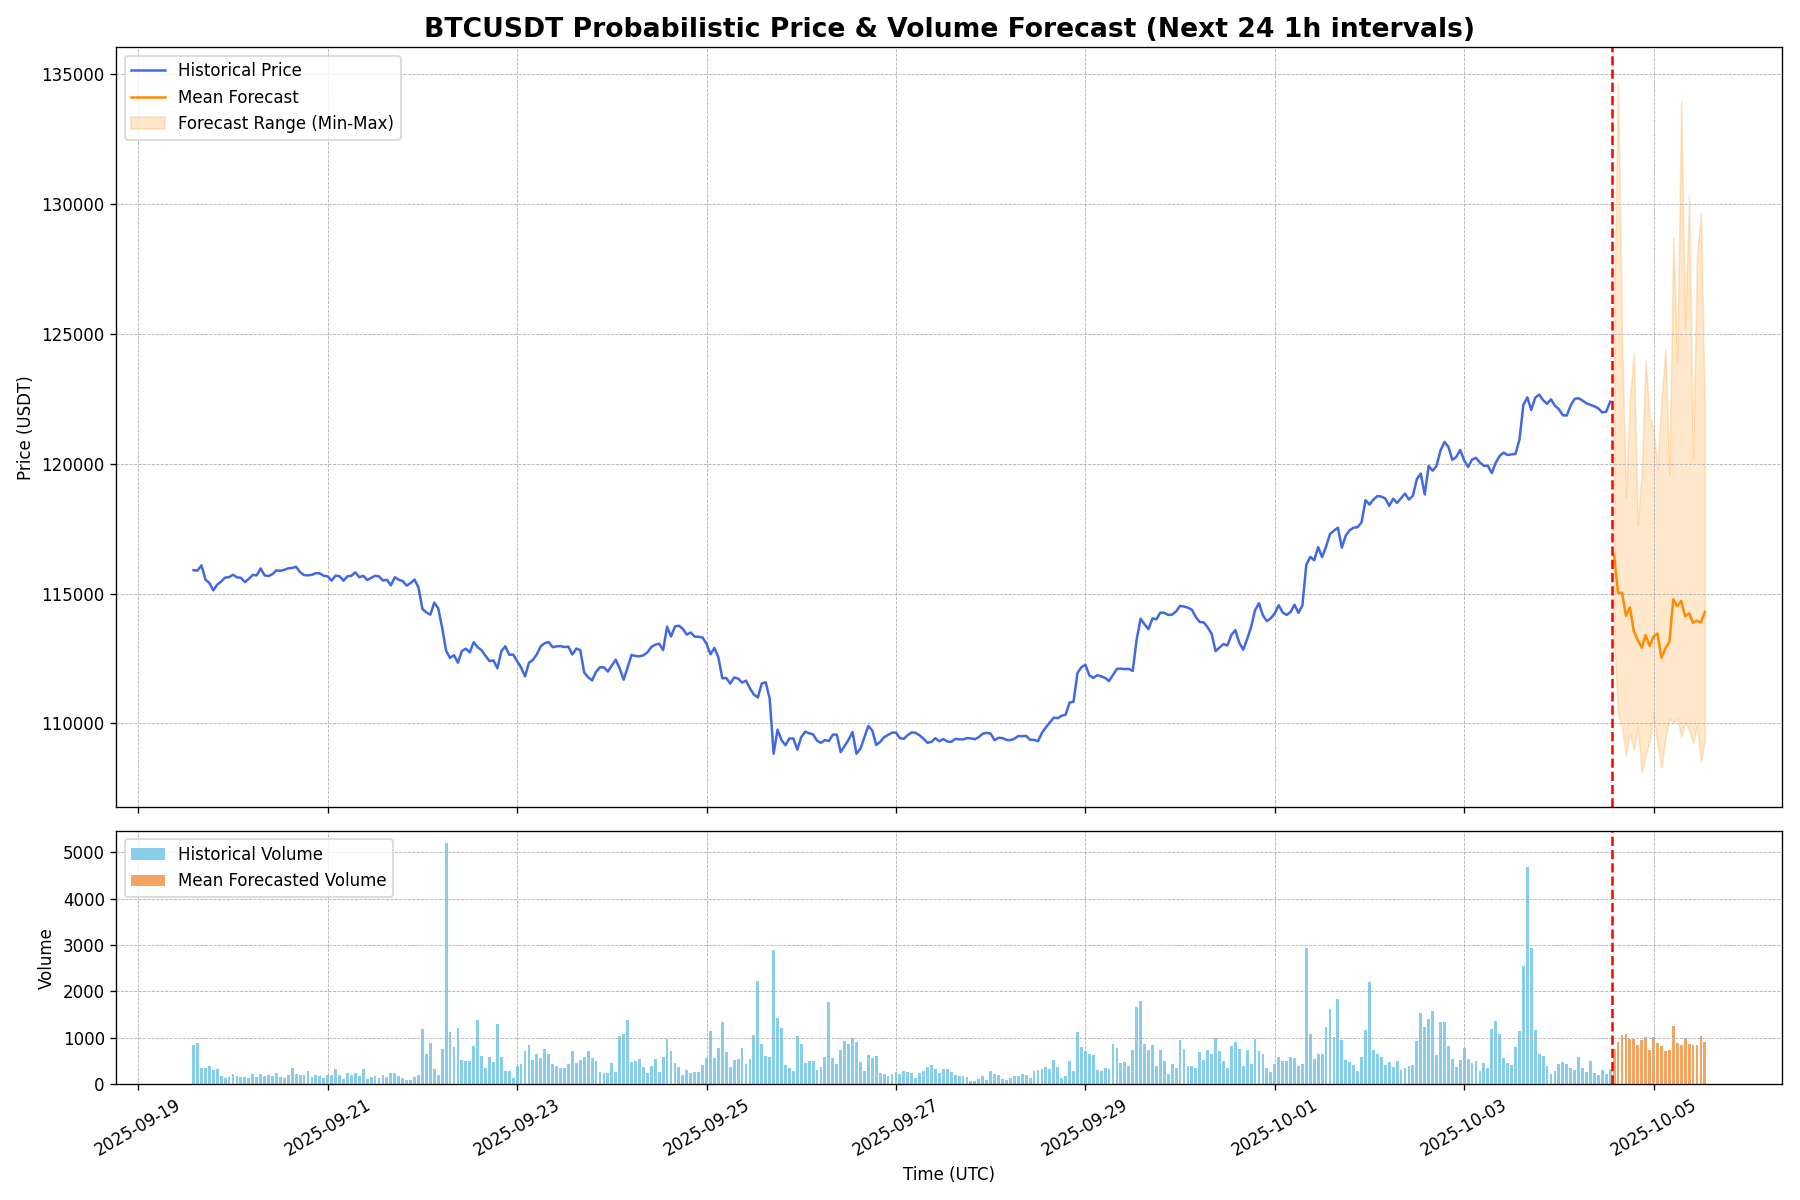 BTCUSDT Probabilistic Price & Volume Forecast (Next 24 1h intervals)
Historical Price
Mean Forecast
Forecast Range (Min-Max)
Price (USDT)
135000
130000
125000
120000
115000
110000
Historical Volume
Mean Forecasted Volume
Volume
5000
4000
3000
2000
1000
0
2025-09-19
2025-09-21
2025-09-23
2025-09-25
2025-09-27
2025-09-29
2025-10-01
2025-10-03
2025-10-05
Time (UTC)